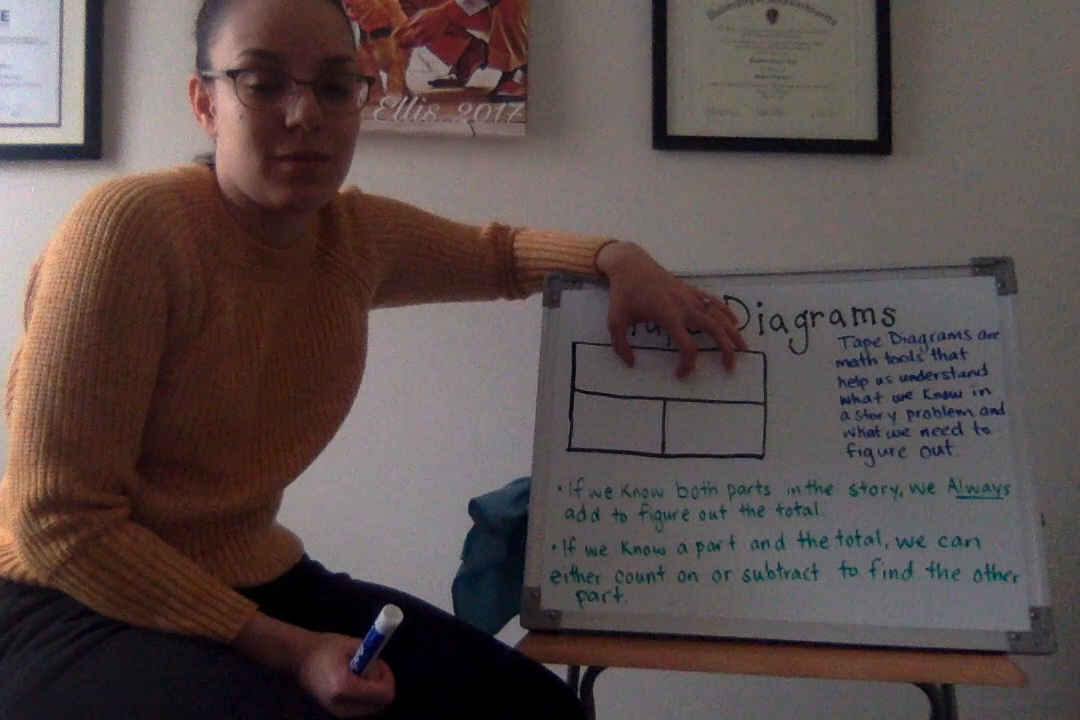 Ellis 2017
Diagrams
Tape Diagrams are
math tools that
help us understand
what we know in
a story problem and
what we need to
figure out.
• If we know both parts in the story, we Always
add to figure out the total.
• If we know a part and the total, we can
either count on or subtract to find the other
part.